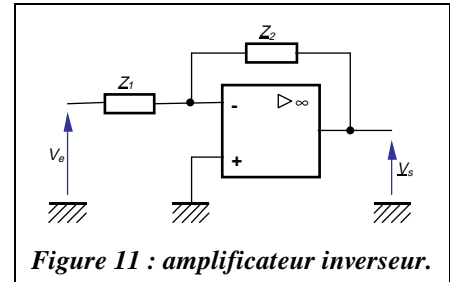 Z2
Z1
- ▷ ∞
Ve
+
Vs
Figure 11 : amplificateur inverseur.